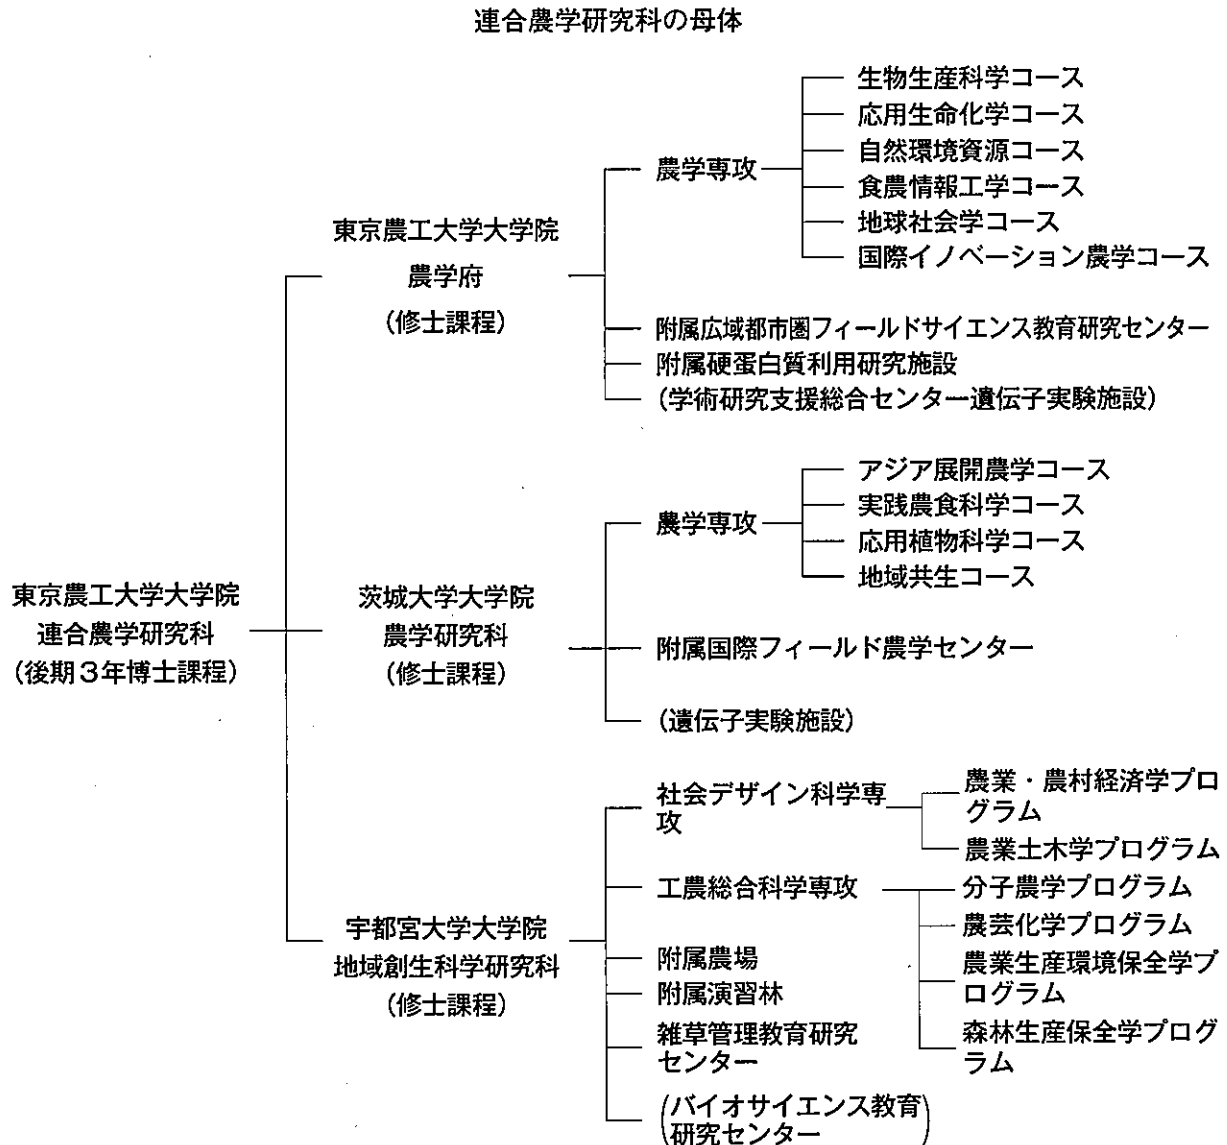 連合農学研究科の母体
東京農工大学大学院
連合農学研究科
(後期3年博士課程)
東京農工大学大学院
農学府
(修士課程)
農学専攻
生物生産科学コース
応用生命化学コース
自然環境資源コース
食農情報工学コース
地球社会学コース
国際イノベーション農学コース
附属広域都市圏フィールドサイエンス教育研究センター
附属硬蛋白質利用研究施設
(学術研究支援総合センター遺伝子実験施設)
茨城大学大学院
農学研究科
(修士課程)
農学専攻
アジア展開農学コース
実践農食科学コース
応用植物科学コース
地域共生コース
附属国際フィールド農学センター
(遺伝子実験施設)
宇都宮大学大学院
地域創生科学研究科
(修士課程)
社会デザイン科学専
攻
農業・農村経済学プロ
グラム
農業土木学プログラム
工農総合科学専攻
分子農学プログラム
農芸化学プログラム
農業生産環境保全学プ
ログラム
森林生産保全学プログ
ラム
附属農場
附属演習林
雑草管理教育研究
センター
(バイオサイエンス教育
研究センター)